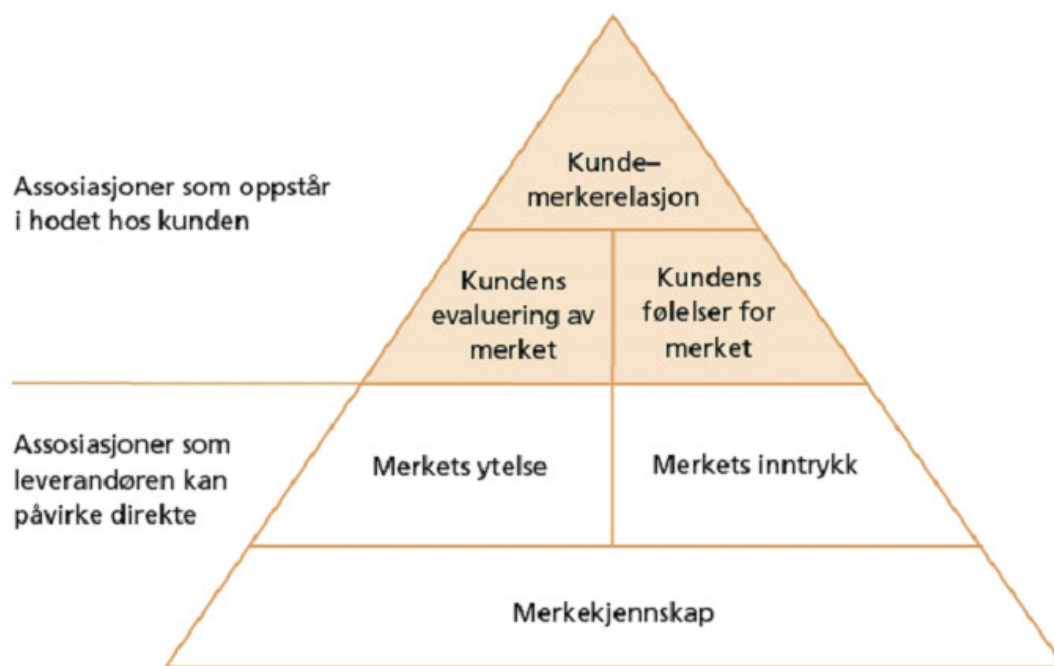 Assosiasjoner som oppstår
i hodet hos kunden
Kunde–
merkerelasjon
Kundens
evaluering av
merket
Kundens
følelser for
merket
Assosiasjoner som
leverandøren kan
påvirke direkte
Merkets ytelse
Merkets inntrykk
Merkekjennskap